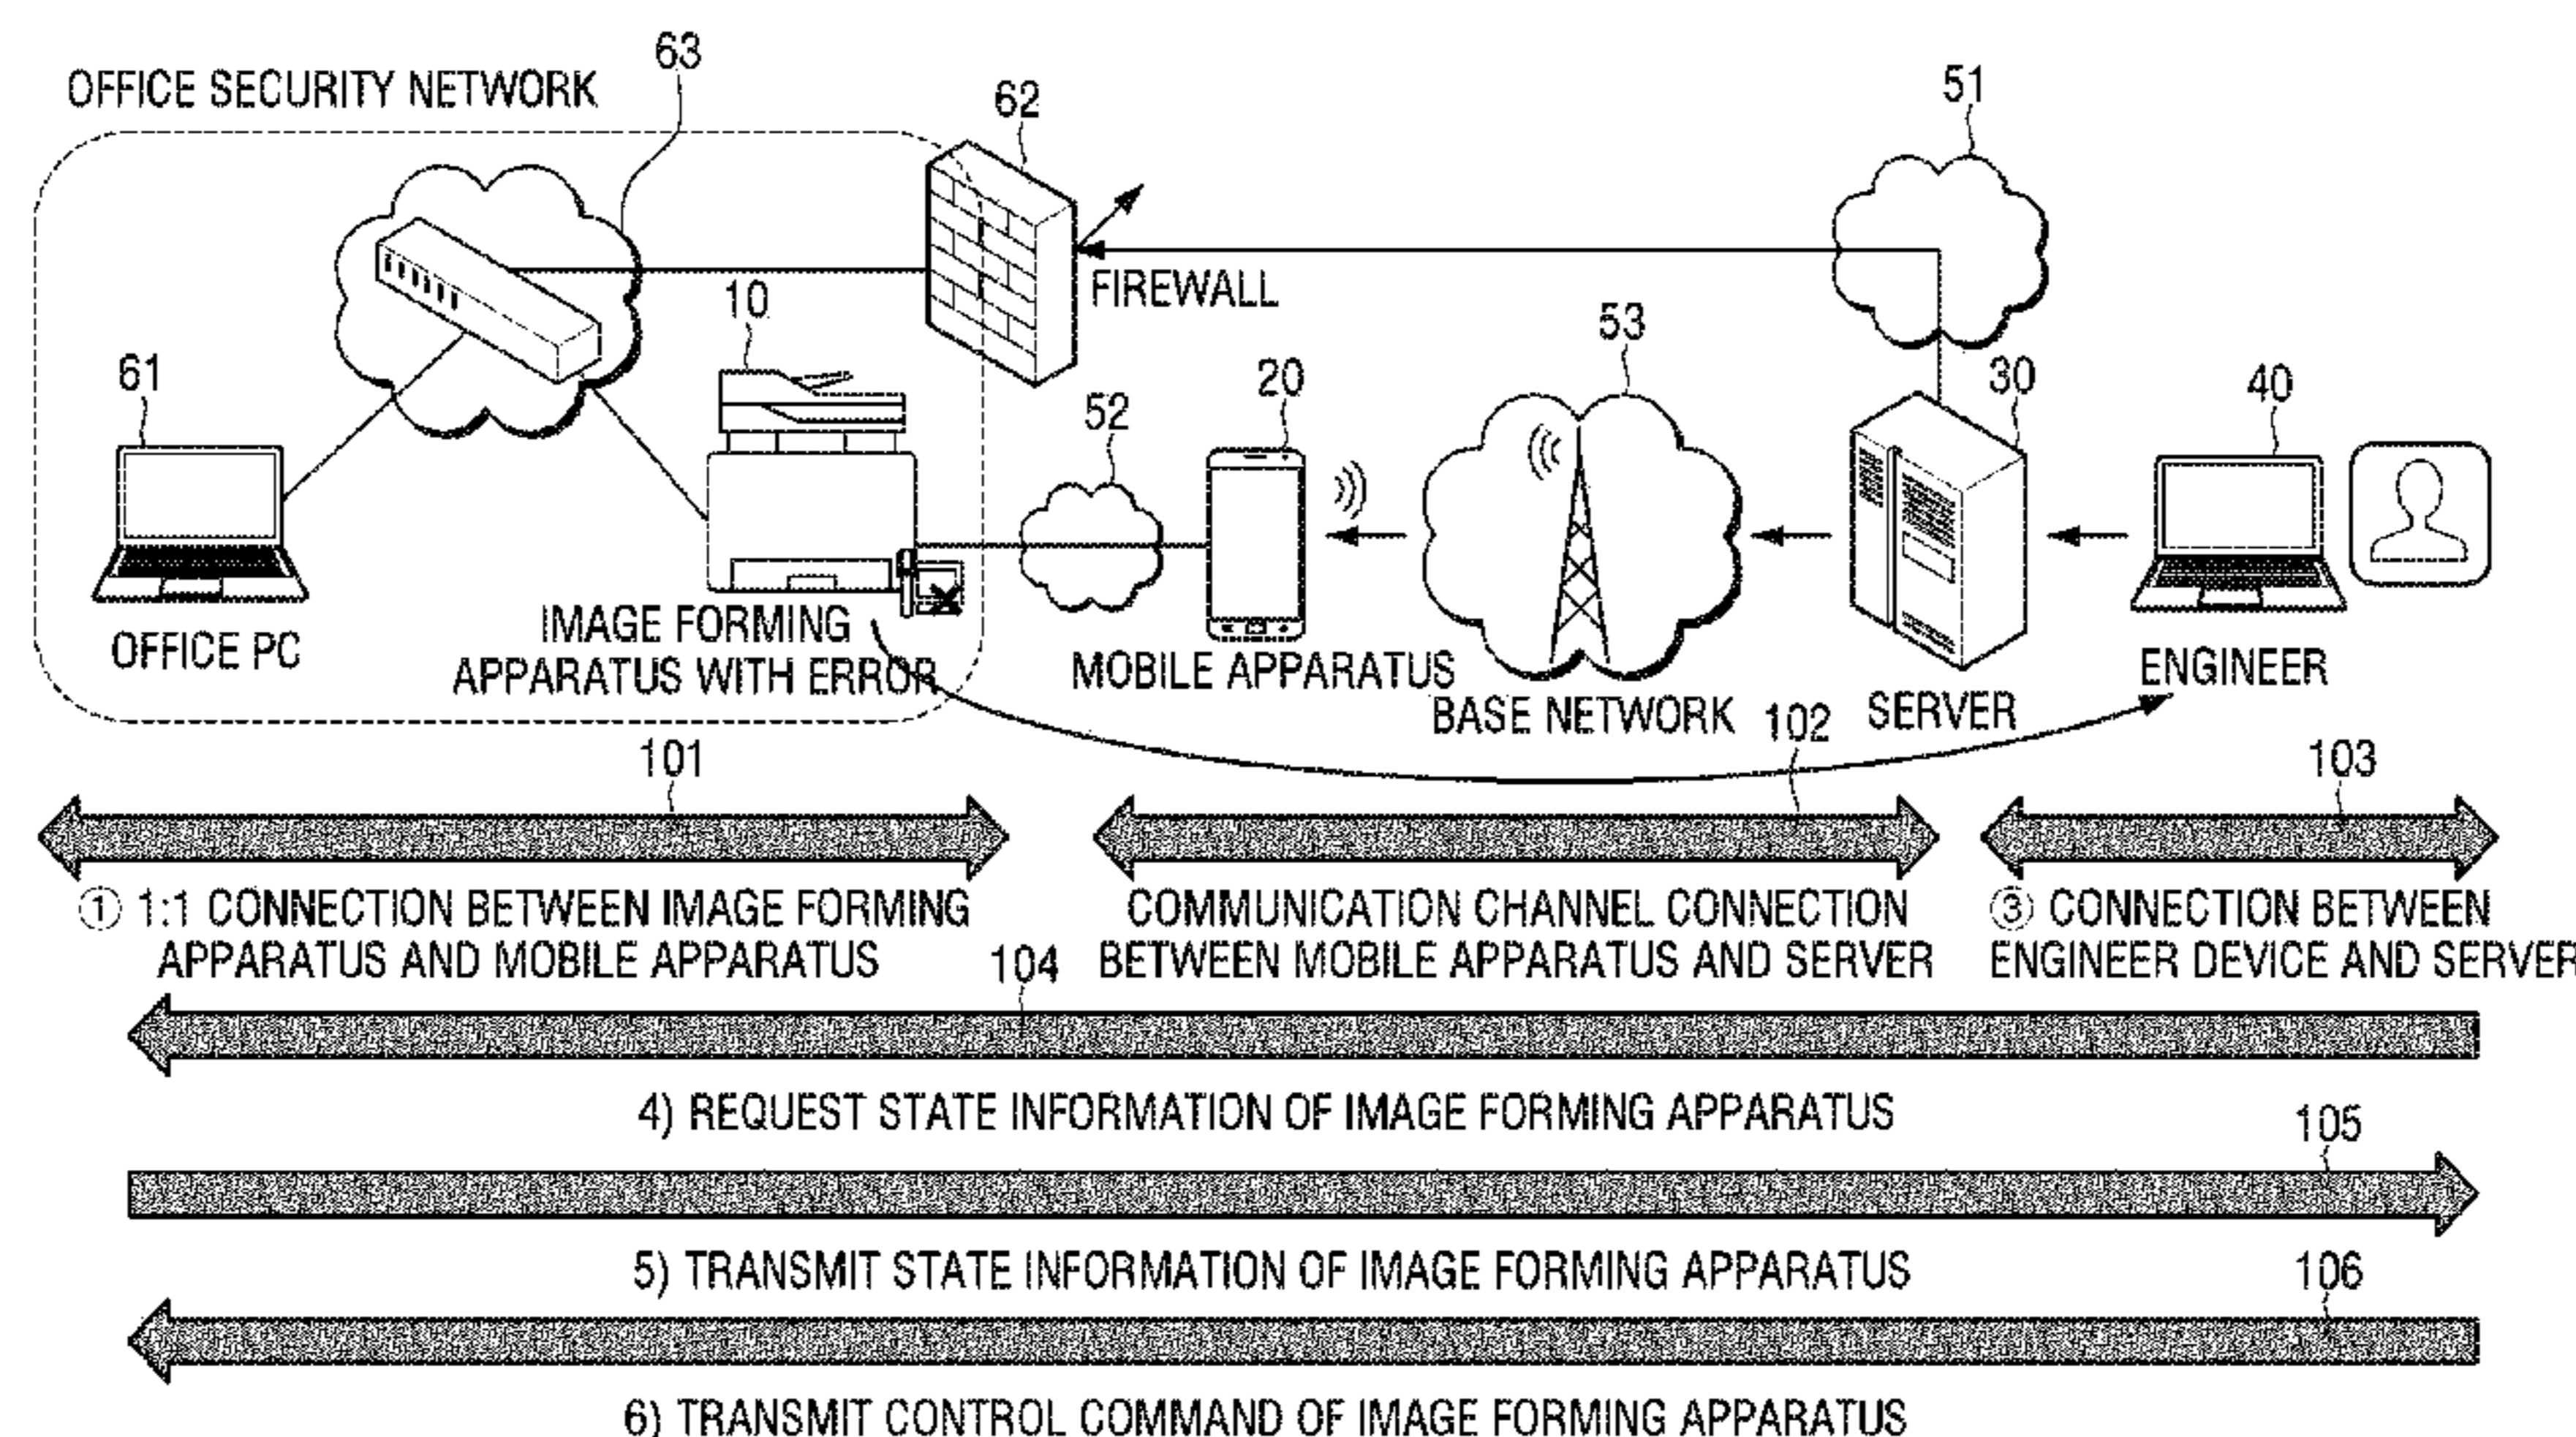 63
OFFICE SECURITY NETWORK
62
51
10
FIREWALL
53
61
52
20
30
40
OFFICE PC
IMAGE FORMING
APPARATUS WITH ERROR
MOBILE APPARATUS
BASE NETWORK
SERVER
ENGINEER
101
102
103
① 1:1 CONNECTION BETWEEN IMAGE FORMING
APPARATUS AND MOBILE APPARATUS
COMMUNICATION CHANNEL CONNECTION
BETWEEN MOBILE APPARATUS AND SERVER
③ CONNECTION BETWEEN
ENGINEER DEVICE AND SERVER
104
4) REQUEST STATE INFORMATION OF IMAGE FORMING APPARATUS
105
5) TRANSMIT STATE INFORMATION OF IMAGE FORMING APPARATUS
106
6) TRANSMIT CONTROL COMMAND OF IMAGE FORMING APPARATUS